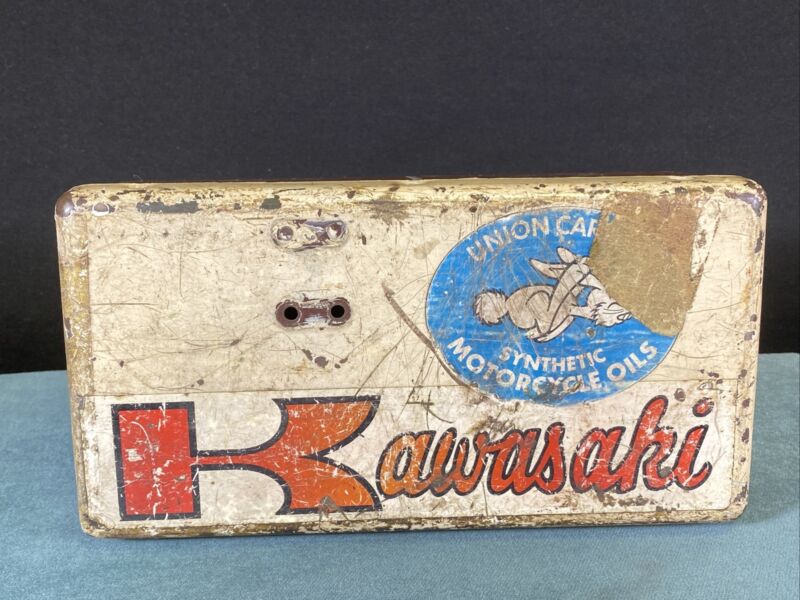 UNION CAR
SYNTHETIC
MOTORCYCLE OILS
Kawasaki